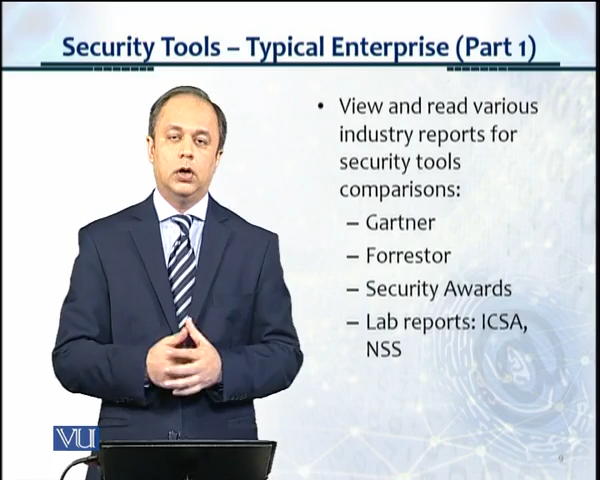 Security Tools – Typical Enterprise (Part 1)
• View and read various
industry reports for
security tools
comparisons:
– Gartner
– Forrestor
– Security Awards
– Lab reports: ICSA,
NSS
VU
9